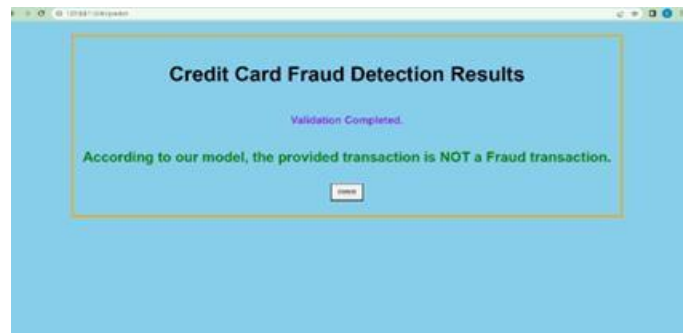 Credit Card Fraud Detection Results
Validation Completed.
According to our model, the provided transaction is NOT a Fraud transaction.